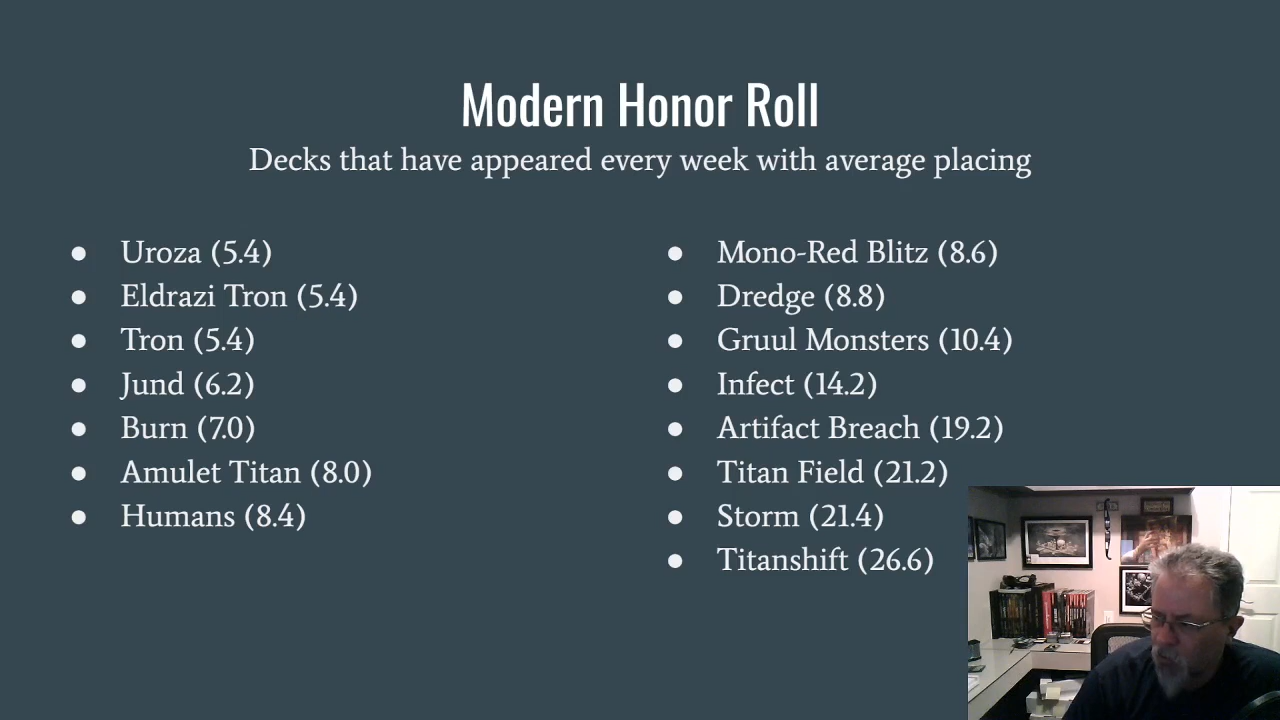 Modern Honor Roll
Decks that have appeared every week with average placing
● Uroza (5.4)
● Eldrazi Tron (5.4)
● Tron (5.4)
● Jund (6.2)
● Burn (7.0)
● Amulet Titan (8.0)
● Humans (8.4)
● Mono-Red Blitz (8.6)
● Dredge (8.8)
● Gruul Monsters (10.4)
● Infect (14.2)
● Artifact Breach (19.2)
● Titan Field (21.2)
● Storm (21.4)
● Titanshift (26.6)